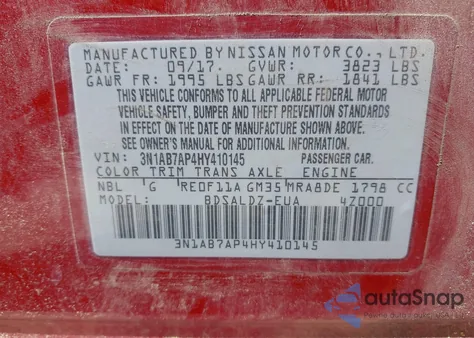 MANUFACTURED BY NISSAN MOTOR CO., LTD.
DATE: 09/17 GVWR: 3823 LBS
GAWR FR: 1995 LBS GAWR RR: 1841 LBS
THIS VEHICLE CONFORMS TO ALL APPLICABLE FEDERAL MOTOR
VEHICLE SAFETY, BUMPER AND THEFT PREVENTION STANDARDS
IN EFFECT ON THE DATE OF MANUFACTURE SHOWN ABOVE.
SEE OWNER'S MANUAL FOR ADDITIONAL INFORMATION.
VIN: 3N1AB7AP4HY410145 PASSENGER CAR.
COLOR TRIM TRANS AXLE ENGINE
NBL G RE0F11A GM35 MRA8DE 1798 CC
MODEL: BDSALDZ-EUA 47000
3N1AB7AP4HY410145
autoSnap